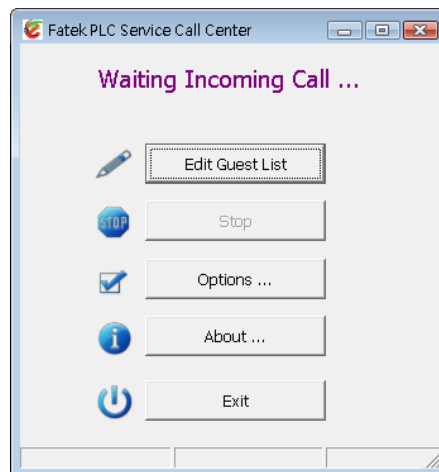 Fatek PLC Service Call Center
Waiting Incoming Call ...
Edit Guest List
STOP
Stop
Options ...
About ...
Exit